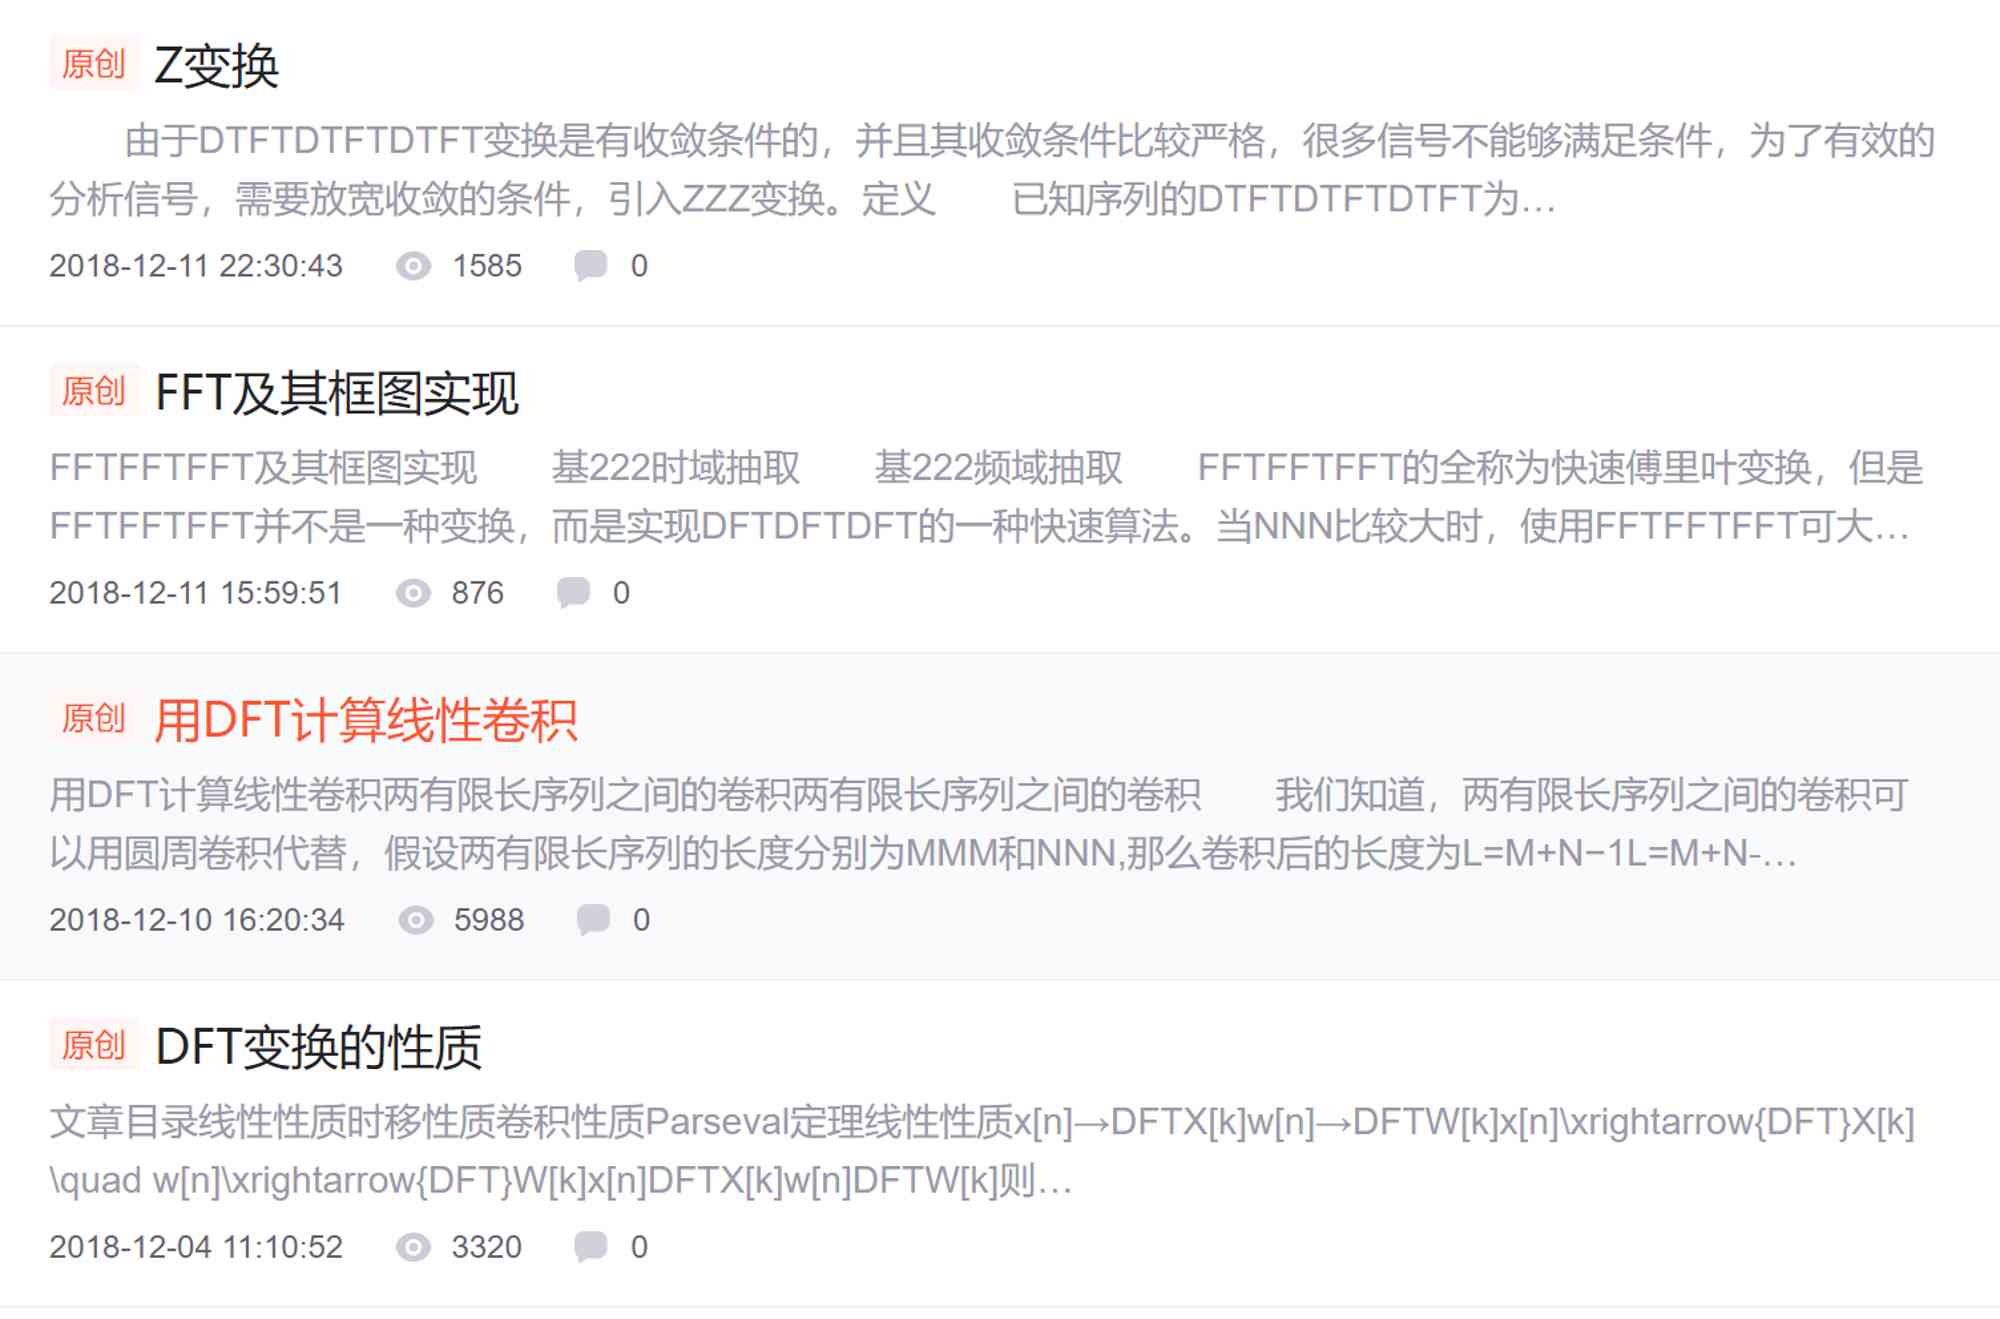 原创 Z变换
由于DTFTDTFTDTFT变换是有收敛条件的，并且其收敛条件比较严格，很多信号不能够满足条件，为了有效的
分析信号，需要放宽收敛的条件，引入ZZZ变换。定义　　已知序列的DTFTDTFTDTFT为…
2018-12-11 22:30:43 1585 0
原创 FFT及其框图实现
FFTFFTFFT及其框图实现　　基222时域抽取　　基222频域抽取　　FFTFFTFFT的全称为快速傅里叶变换，但是
FFTFFTFFT并不是一种变换，而是实现DFTDFTDFT的一种快速算法。当NNN比较大时，使用FFTFFTFFT可大…
2018-12-11 15:59:51 876 0
原创 用DFT计算线性卷积
用DFT计算线性卷积两有限长序列之间的卷积两有限长序列之间的卷积　　我们知道，两有限长序列之间的卷积可
以用圆周卷积代替，假设两有限长序列的长度分别为MMM和NNN,那么卷积后的长度为L=M+N−1L=M+N-…
2018-12-10 16:20:34 5988 0
原创 DFT变换的性质
文章目录线性性质时移性质卷积性质Parseval定理线性性质x[n]→DFTX[k]w[n]→DFTW[k]x[n]\xrightarrow{DFT}X[k]
\quad w[n]\xrightarrow{DFT}W[k]x[n]DFTX[k]w[n]DFTW[k]则…
2018-12-04 11:10:52 3320 0